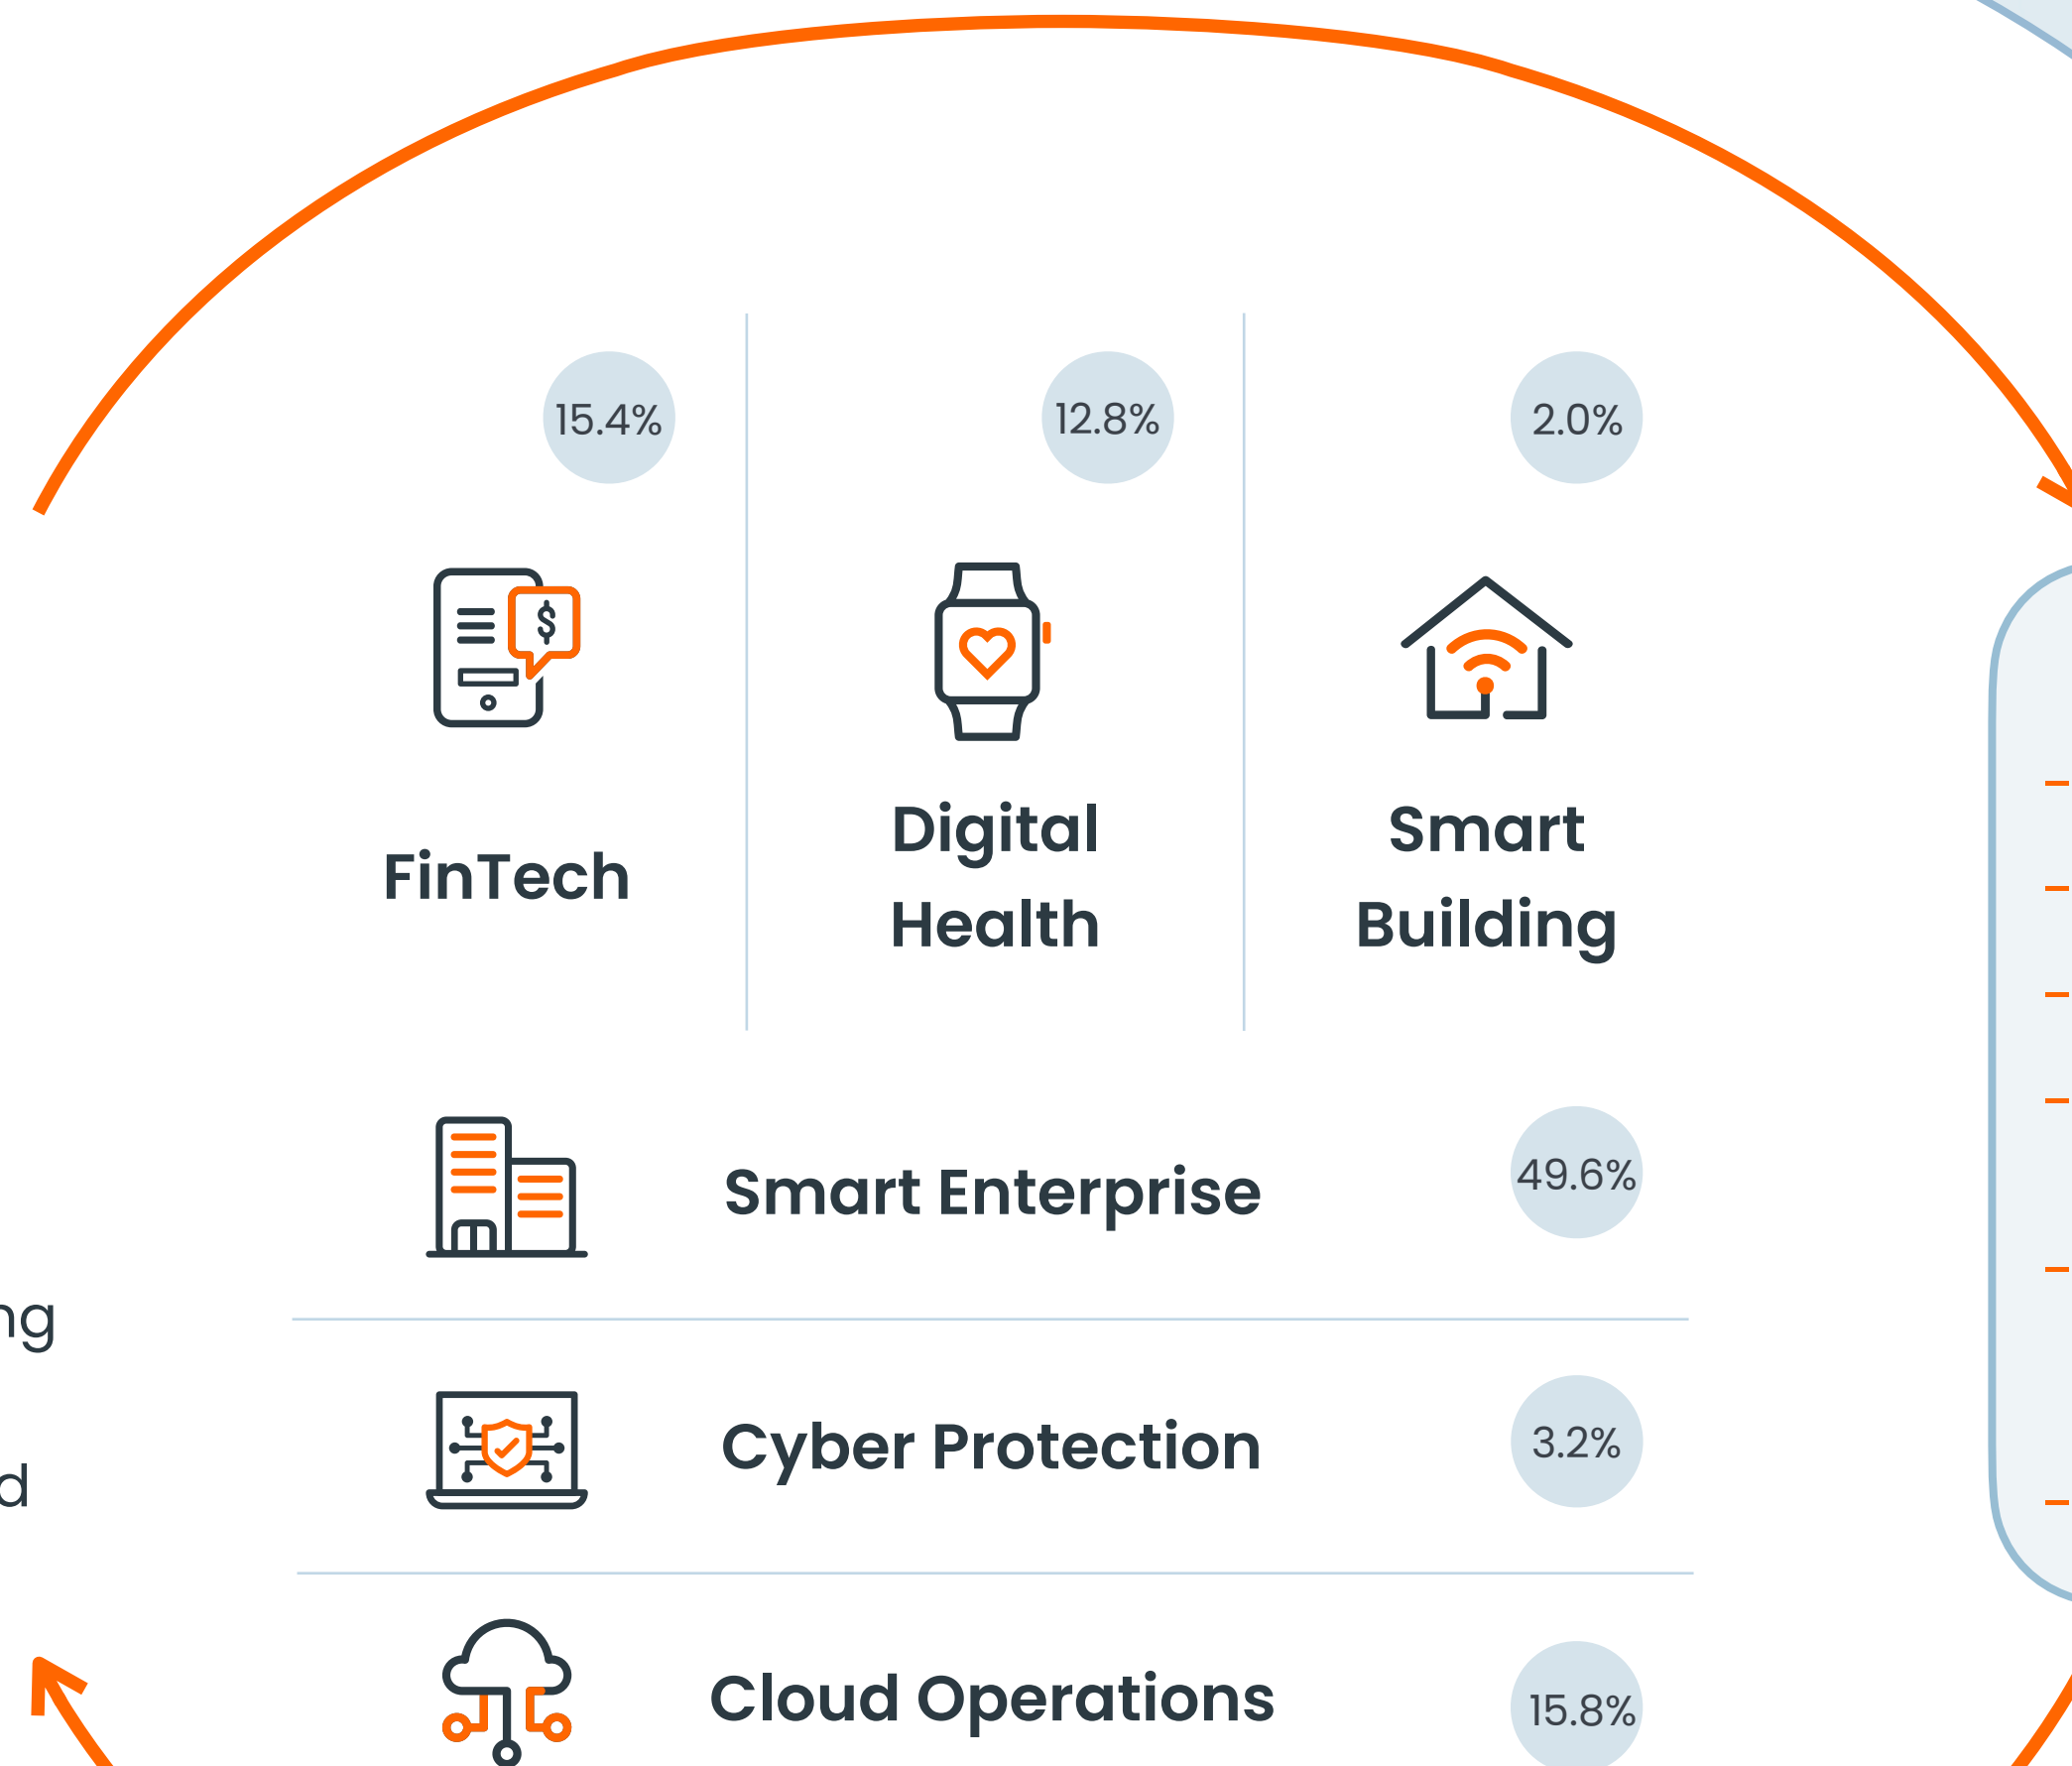 15.4%
12.8%
2.0%
$
FinTech
Digital
Health
Smart
Building
Smart Enterprise
49.6%
ng
Cyber Protection
3.2%
d
Cloud Operations
15.8%